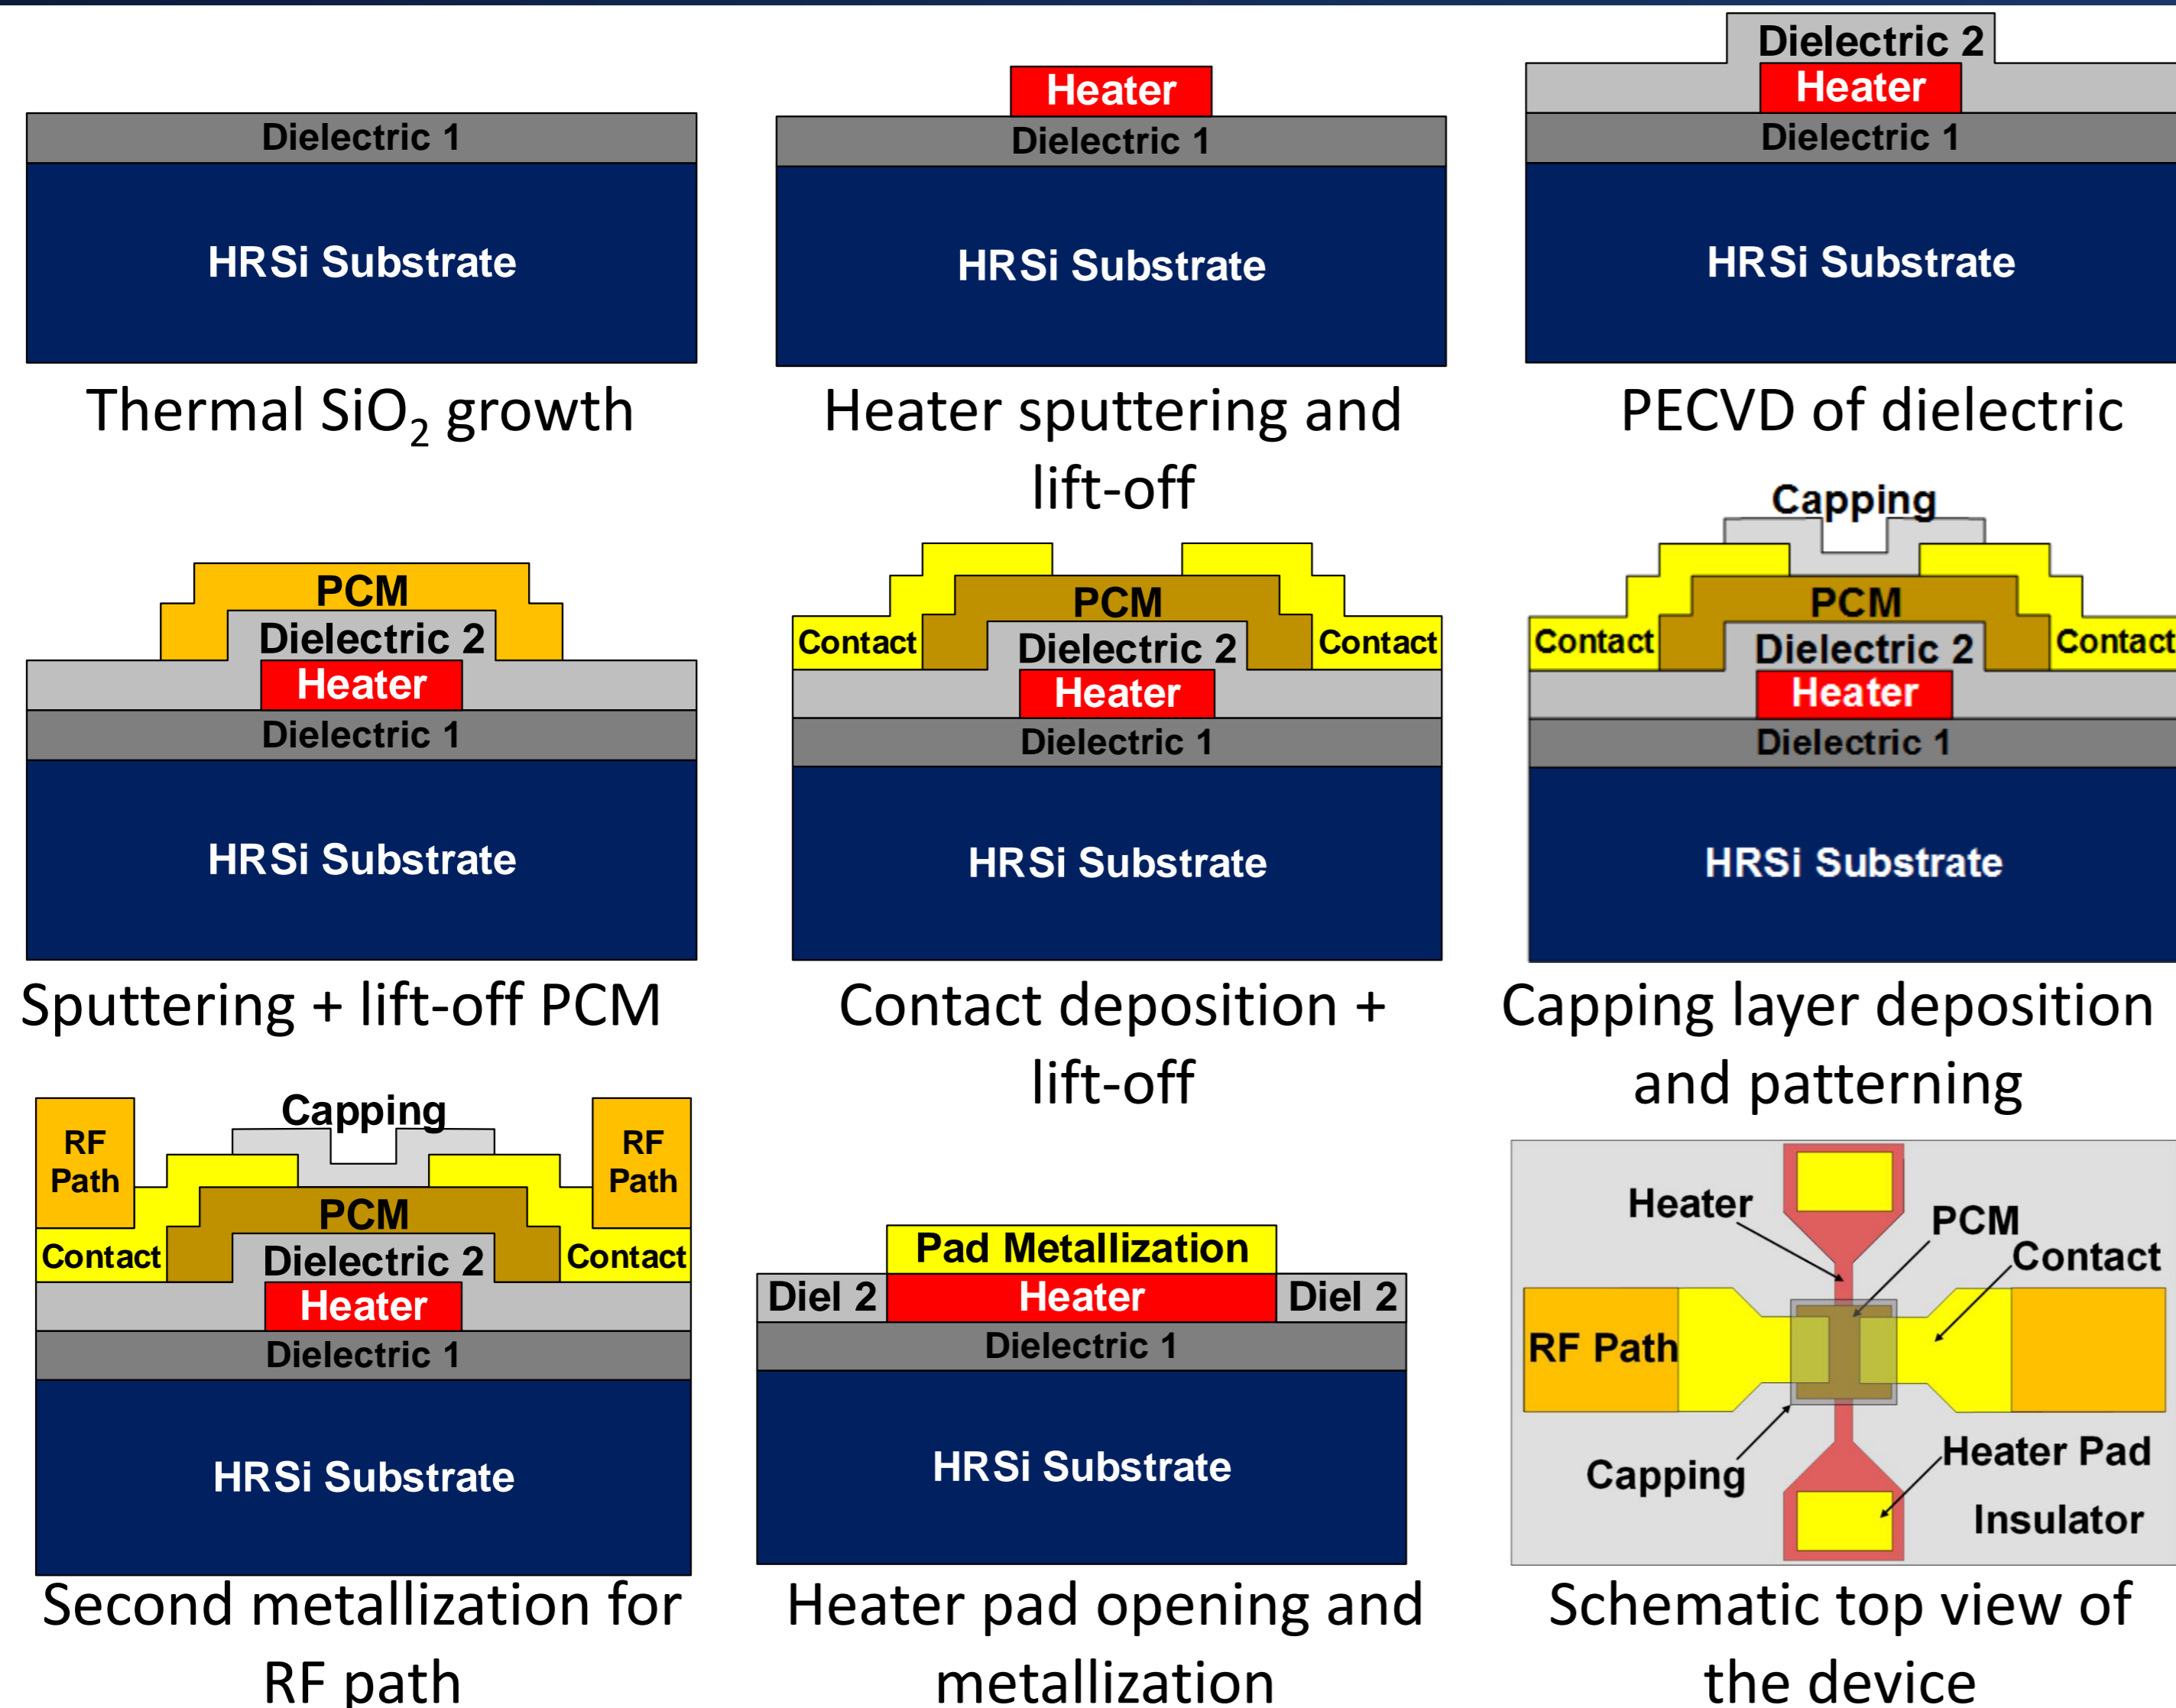 Dielectric 1
HRSi Substrate
Thermal SiO₂ growth
Heater
Dielectric 1
HRSi Substrate
Heater sputtering and
lift-off
Dielectric 2
Heater
Dielectric 1
HRSi Substrate
PECVD of dielectric
PCM
Dielectric 2
Heater
Dielectric 1
HRSi Substrate
Sputtering + lift-off PCM
PCM
Contact Dielectric 2 Contact
Heater
Dielectric 1
HRSi Substrate
Contact deposition +
lift-off
Capping
PCM
Contact Dielectric 2 Contact
Heater
Dielectric 1
HRSi Substrate
Capping layer deposition
and patterning
Capping
RF
Path
RF
Path
PCM
Contact Dielectric 2 Contact
Heater
Dielectric 1
HRSi Substrate
Second metallization for
RF path
Pad Metallization
Diel 2 Heater Diel 2
Dielectric 1
HRSi Substrate
Heater pad opening and
metallization
Heater
PCM
Contact
RF Path
Capping
Heater Pad
Insulator
Schematic top view of
the device